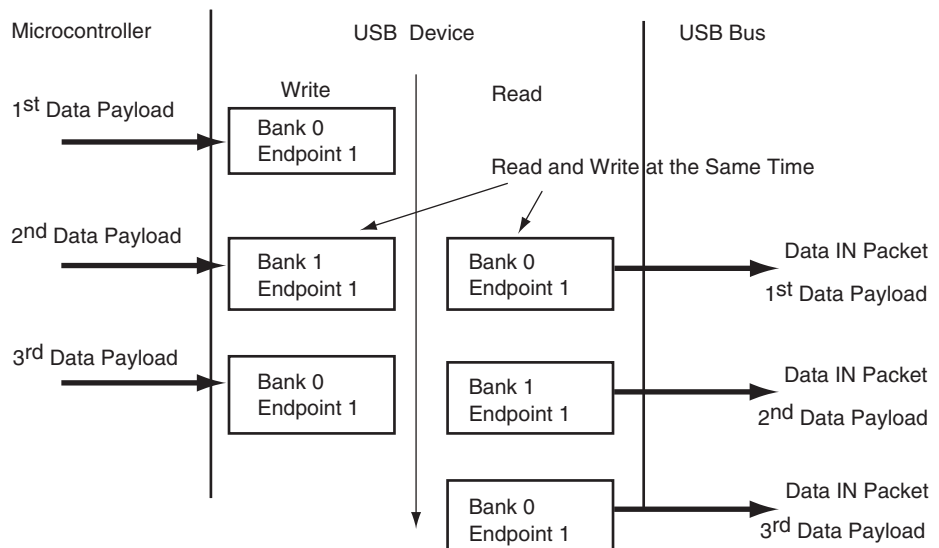 Microcontroller
USB Device
USB Bus
Write
Read
1st Data Payload
Bank 0
Endpoint 1
Read and Write at the Same Time
2nd Data Payload
Bank 1
Endpoint 1
Bank 0
Endpoint 1
Data IN Packet
1st Data Payload
3rd Data Payload
Bank 0
Endpoint 1
Bank 1
Endpoint 1
Data IN Packet
2nd Data Payload
Bank 0
Endpoint 1
Data IN Packet
3rd Data Payload